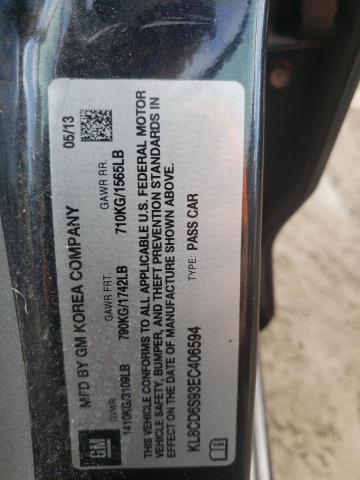 MFD BY GM KOREA COMPANY 05/13
GM
GVWR GAWR FRT. GAWR RR.
1410KG/3109LB 790KG/1742LB 710KG/1565LB
THIS VEHICLE CONFORMS TO ALL APPLICABLE U.S. FEDERAL MOTOR
VEHICLE SAFETY, BUMPER, AND THEFT PREVENTION STANDARDS IN
EFFECT ON THE DATE OF MANUFACTURE SHOWN ABOVE.
KL8CD6S93EC406594 TYPE: PASS CAR